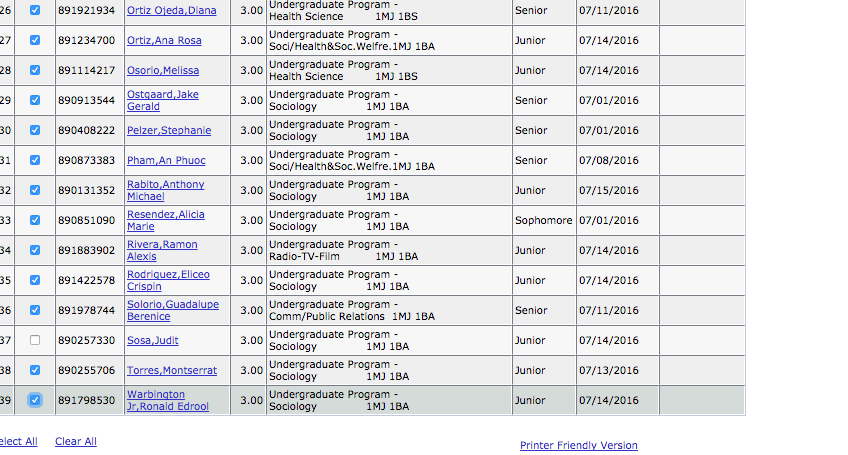 26 891921934 Ortiz Ojeda,Diana 3.00 Undergraduate Program - Senior 07/11/2016
Health Science 1MJ 1BS
27 891234700 Ortiz,Ana Rosa 3.00 Undergraduate Program - Junior 07/14/2016
Soci/Health&Soc.Welfre.1MJ 1BA
28 891114217 Osorio,Melissa 3.00 Undergraduate Program - Junior 07/14/2016
Health Science 1MJ 1BS
29 890913544 Ostgaard,Jake 3.00 Undergraduate Program - Senior 07/01/2016
Gerald Sociology 1MJ 1BA
30 890408222 Pelzer,Stephanie 3.00 Undergraduate Program - Senior 07/01/2016
Sociology 1MJ 1BA
31 890873383 Pham,An Phuoc 3.00 Undergraduate Program - Senior 07/08/2016
Soci/Health&Soc.Welfre.1MJ 1BA
32 890131352 Rabito,Anthony 3.00 Undergraduate Program - Junior 07/15/2016
Michael Sociology 1MJ 1BA
33 890851090 Resendez,Alicia 3.00 Undergraduate Program - Sophomore 07/01/2016
Marie Sociology 1MJ 1BA
34 891883902 Rivera,Ramon 3.00 Undergraduate Program - Junior 07/14/2016
Alexis Radio-TV-Film 1MJ 1BA
35 891422578 Rodriguez,Eliceo 3.00 Undergraduate Program - Junior 07/14/2016
Crispin Sociology 1MJ 1BA
36 891978744 Solorio,Guadalupe 3.00 Undergraduate Program - Senior 07/11/2016
Berenice Comm/Public Relations 1MJ 1BA
37 890257330 Sosa,Judit 3.00 Undergraduate Program - Junior 07/14/2016
Sociology 1MJ 1BA
38 890255706 Torres,Montserrat 3.00 Undergraduate Program - Junior 07/13/2016
Sociology 1MJ 1BA
39 891798530 Warbington 3.00 Undergraduate Program - Junior 07/14/2016
Jr,Ronald Edrool Sociology 1MJ 1BA
elect All Clear All Printer Friendly Version